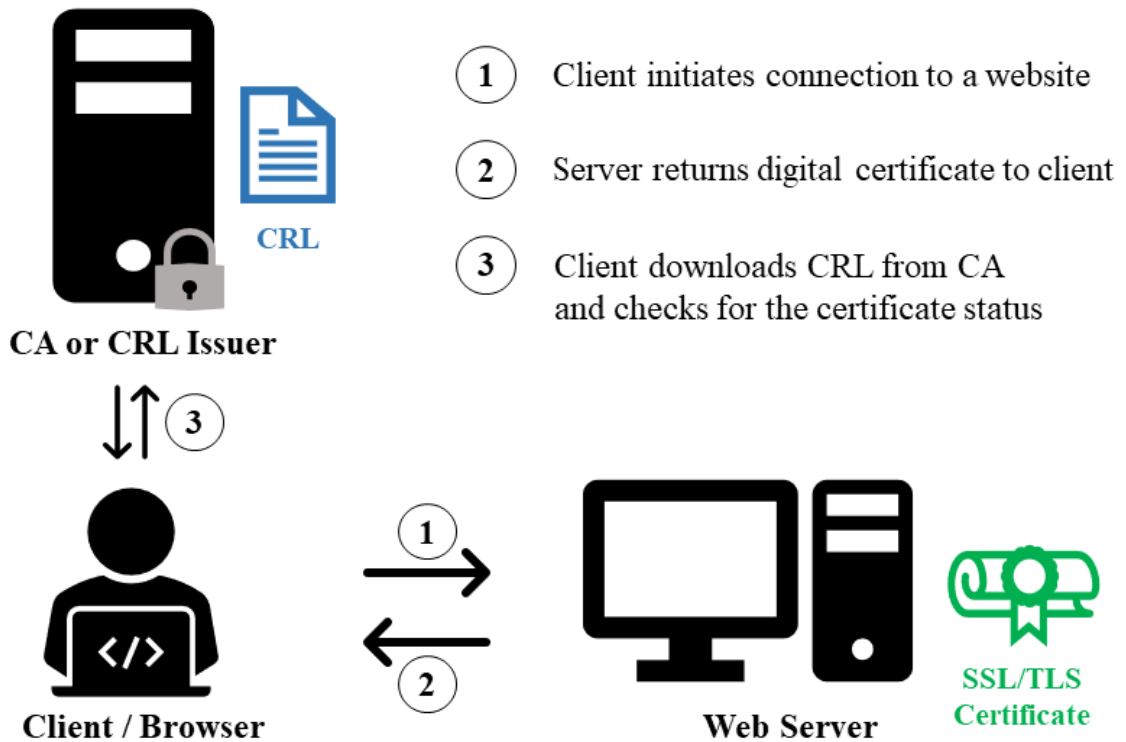 1 Client initiates connection to a website
2 Server returns digital certificate to client
3 Client downloads CRL from CA
and checks for the certificate status
CRL
CA or CRL Issuer
3
1
2
</>
Client / Browser
Web Server
SSL/TLS
Certificate